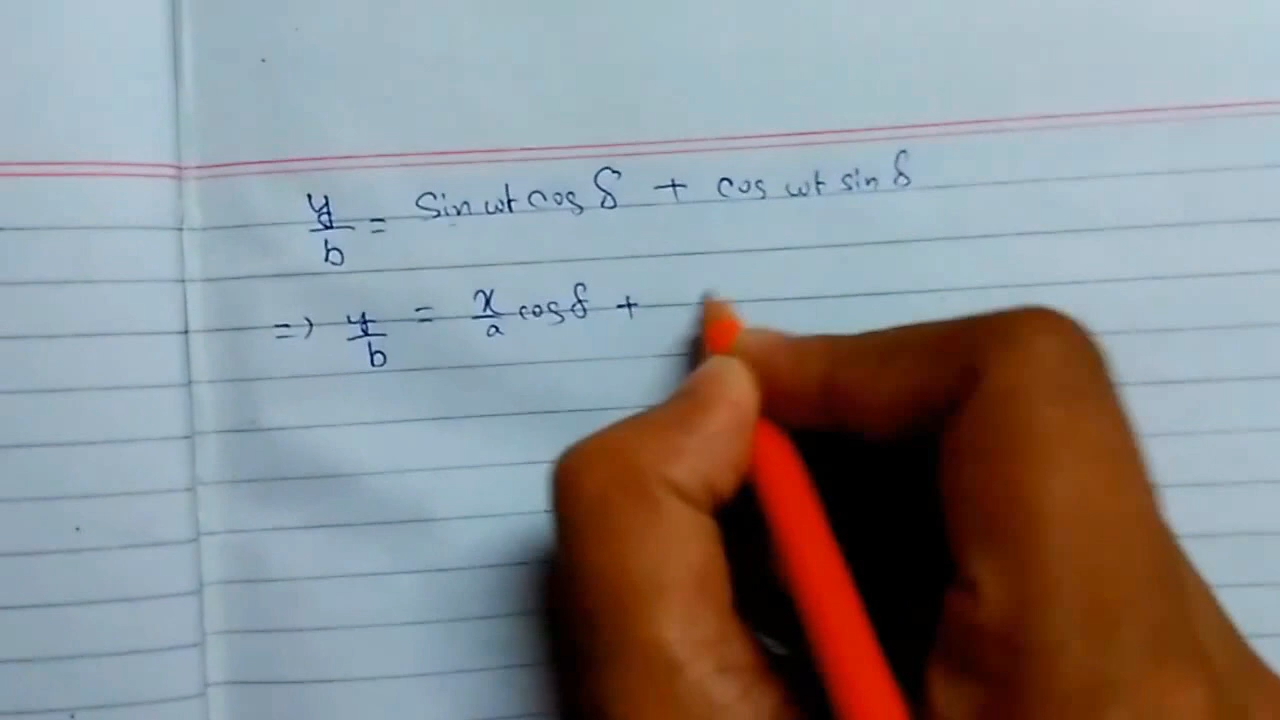 y/b = Sin ωt cos δ + cos ωt sin δ
=> y/b = x/a cos δ +